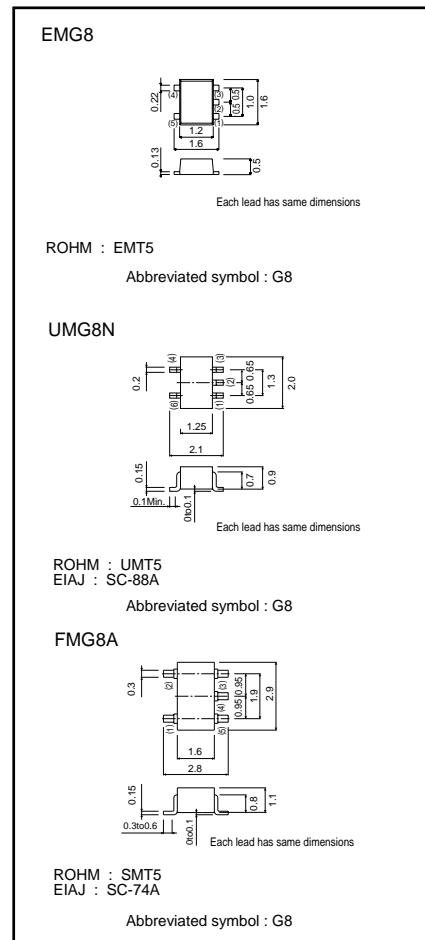 EMG8
0.22
(4)
(3)
(2)
(5)
(1)
0.5
0.5
1.0
1.6
1.2
1.6
0.13
0.5
Each lead has same dimensions
ROHM : EMT5
Abbreviated symbol : G8
UMG8N
0.2
(4)
(3)
(2)
(6)
(1)
0.65
0.65
1.3
2.0
1.25
2.1
0.15
0.1Min.
0to0.1
0.7
0.9
Each lead has same dimensions
ROHM : UMT5
EIAJ : SC-88A
Abbreviated symbol : G8
FMG8A
0.3
(2)
(3)
(4)
(1)
(5)
0.95
0.95
1.9
2.9
1.6
2.8
0.15
0.3to0.6
0to0.1
0.8
1.1
Each lead has same dimensions
ROHM : SMT5
EIAJ : SC-74A
Abbreviated symbol : G8